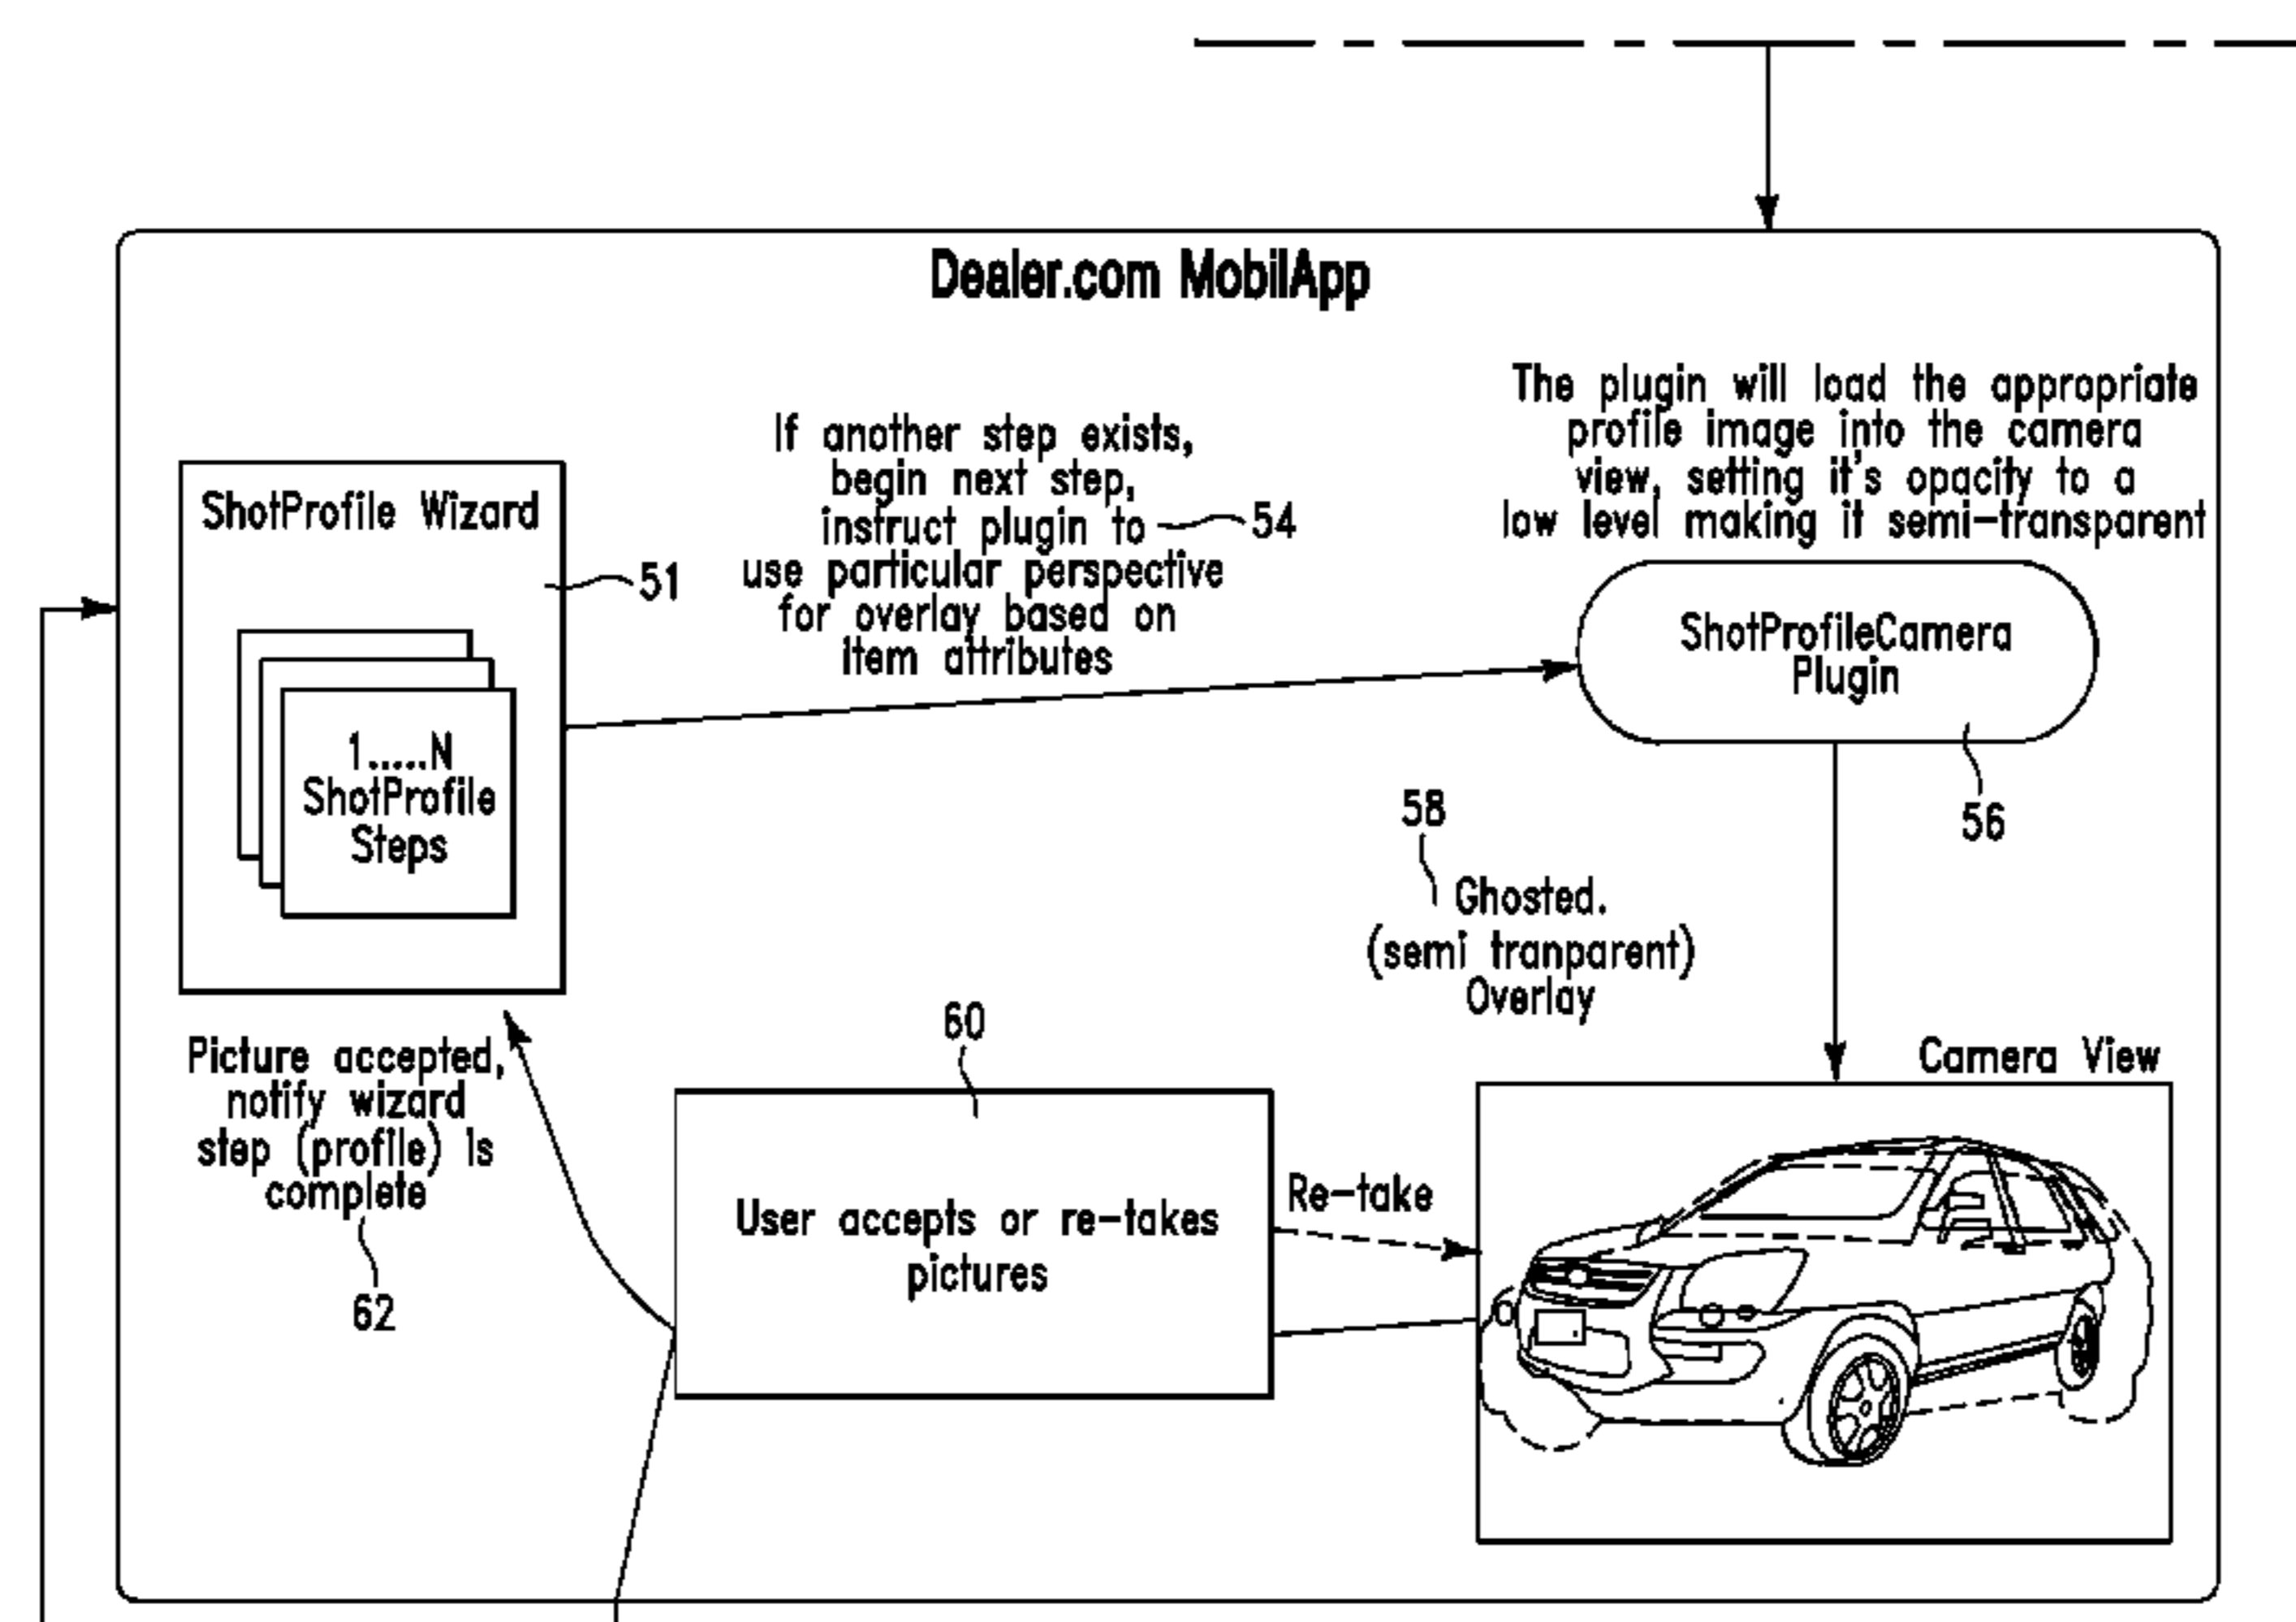 Dealer.com MobilApp
ShotProfile Wizard
51
1.....N
ShotProfile
Steps
If another step exists,
begin next step,
instruct plugin to
54
use particular perspective
for overlay based on
item attributes
The plugin will load the appropriate
profile image into the camera
view, setting it's opacity to a
low level making it semi-transparent
ShotProfileCamera
Plugin
56
58
Ghosted.
(semi tranparent)
Overlay
Camera View
60
User accepts or re-takes
pictures
Re-take
Picture accepted,
notify wizard
step (profile) is
complete
62